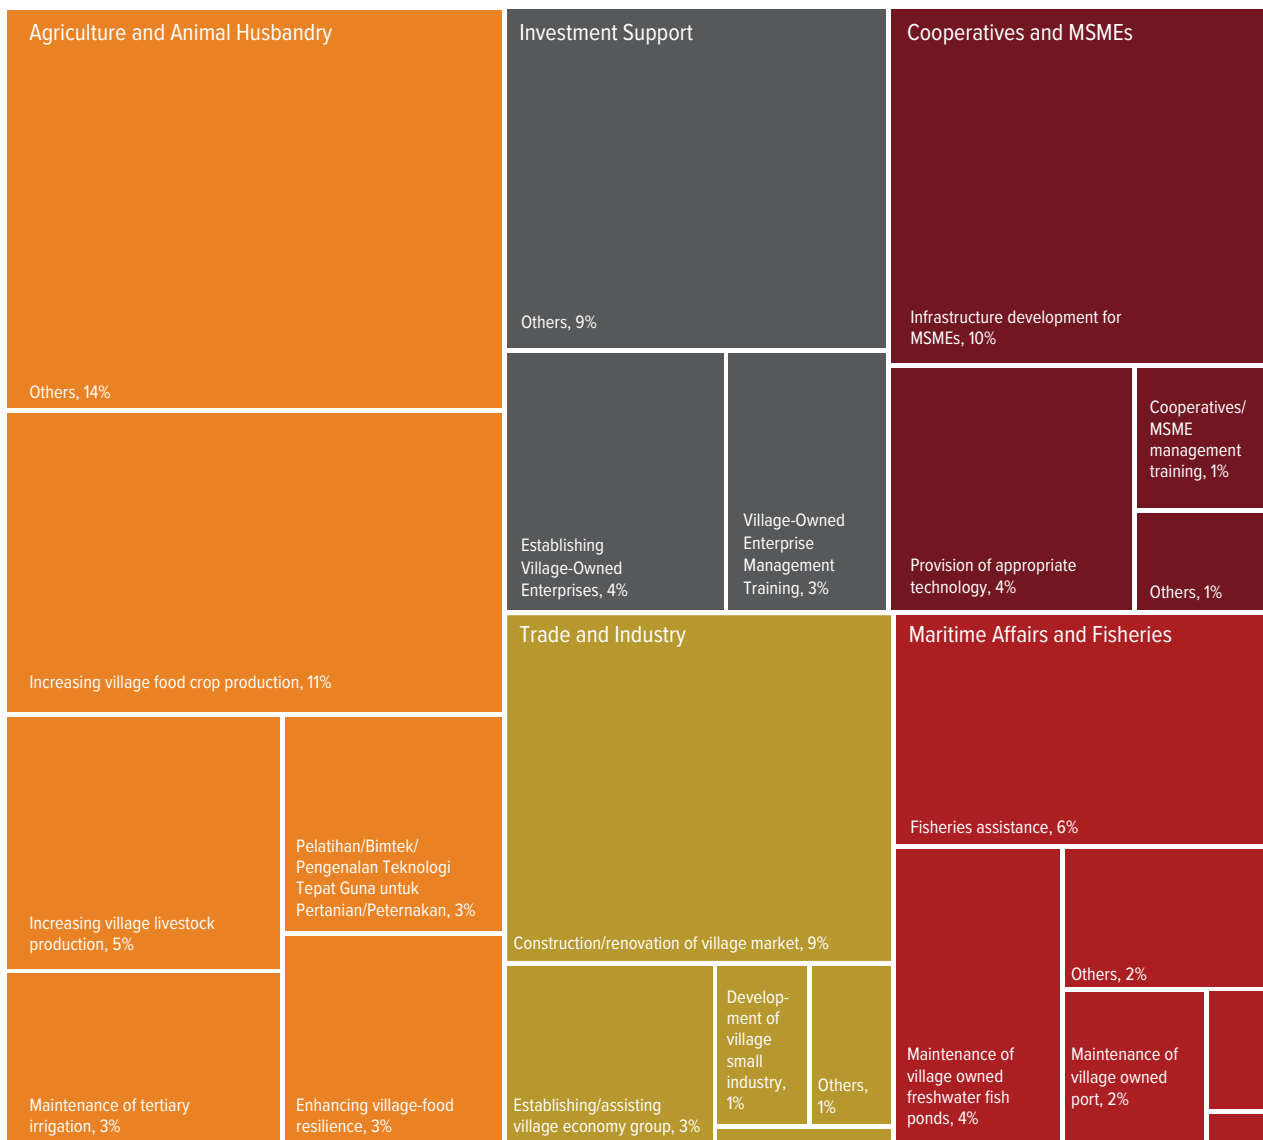 Agriculture and Animal Husbandry
Others, 14%
Increasing village food crop production, 11%
Increasing village livestock
production, 5%
Pelatihan/Bimtek/
Pengenalan Teknologi
Tepat Guna untuk
Pertanian/Peternakan, 3%
Maintenance of tertiary
irrigation, 3%
Enhancing village-food
resilience, 3%
Investment Support
Others, 9%
Establishing
Village-Owned
Enterprises, 4%
Village-Owned
Enterprise
Management
Training, 3%
Cooperatives and MSMEs
Infrastructure development for
MSMEs, 10%
Provision of appropriate
technology, 4%
Cooperatives/
MSME
management
training, 1%
Others, 1%
Trade and Industry
Construction/renovation of village market, 9%
Establishing/assisting
village economy group, 3%
Develop-
ment of
village
small
industry,
1%
Others,
1%
Maritime Affairs and Fisheries
Fisheries assistance, 6%
Maintenance of
village owned
freshwater fish
ponds, 4%
Others, 2%
Maintenance of
village owned
port, 2%